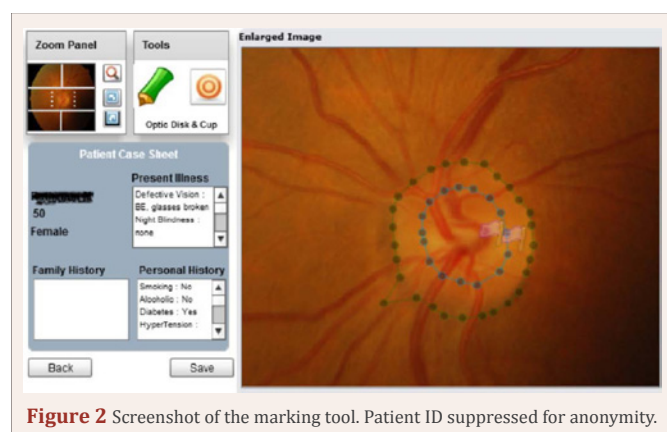 Zoom Panel
Tools
Enlarged Image
Optic Disk & Cup
Patient Case Sheet
50
Female
Present Illness
Defective Vision :
BE, glasses broken
Night Blindness :
none
Family History
Personal History
Smoking : No
Alcoholic : No
Diabetes : Yes
HyperTension :
Back
Save
Figure 2 Screenshot of the marking tool. Patient ID suppressed for anonymity.